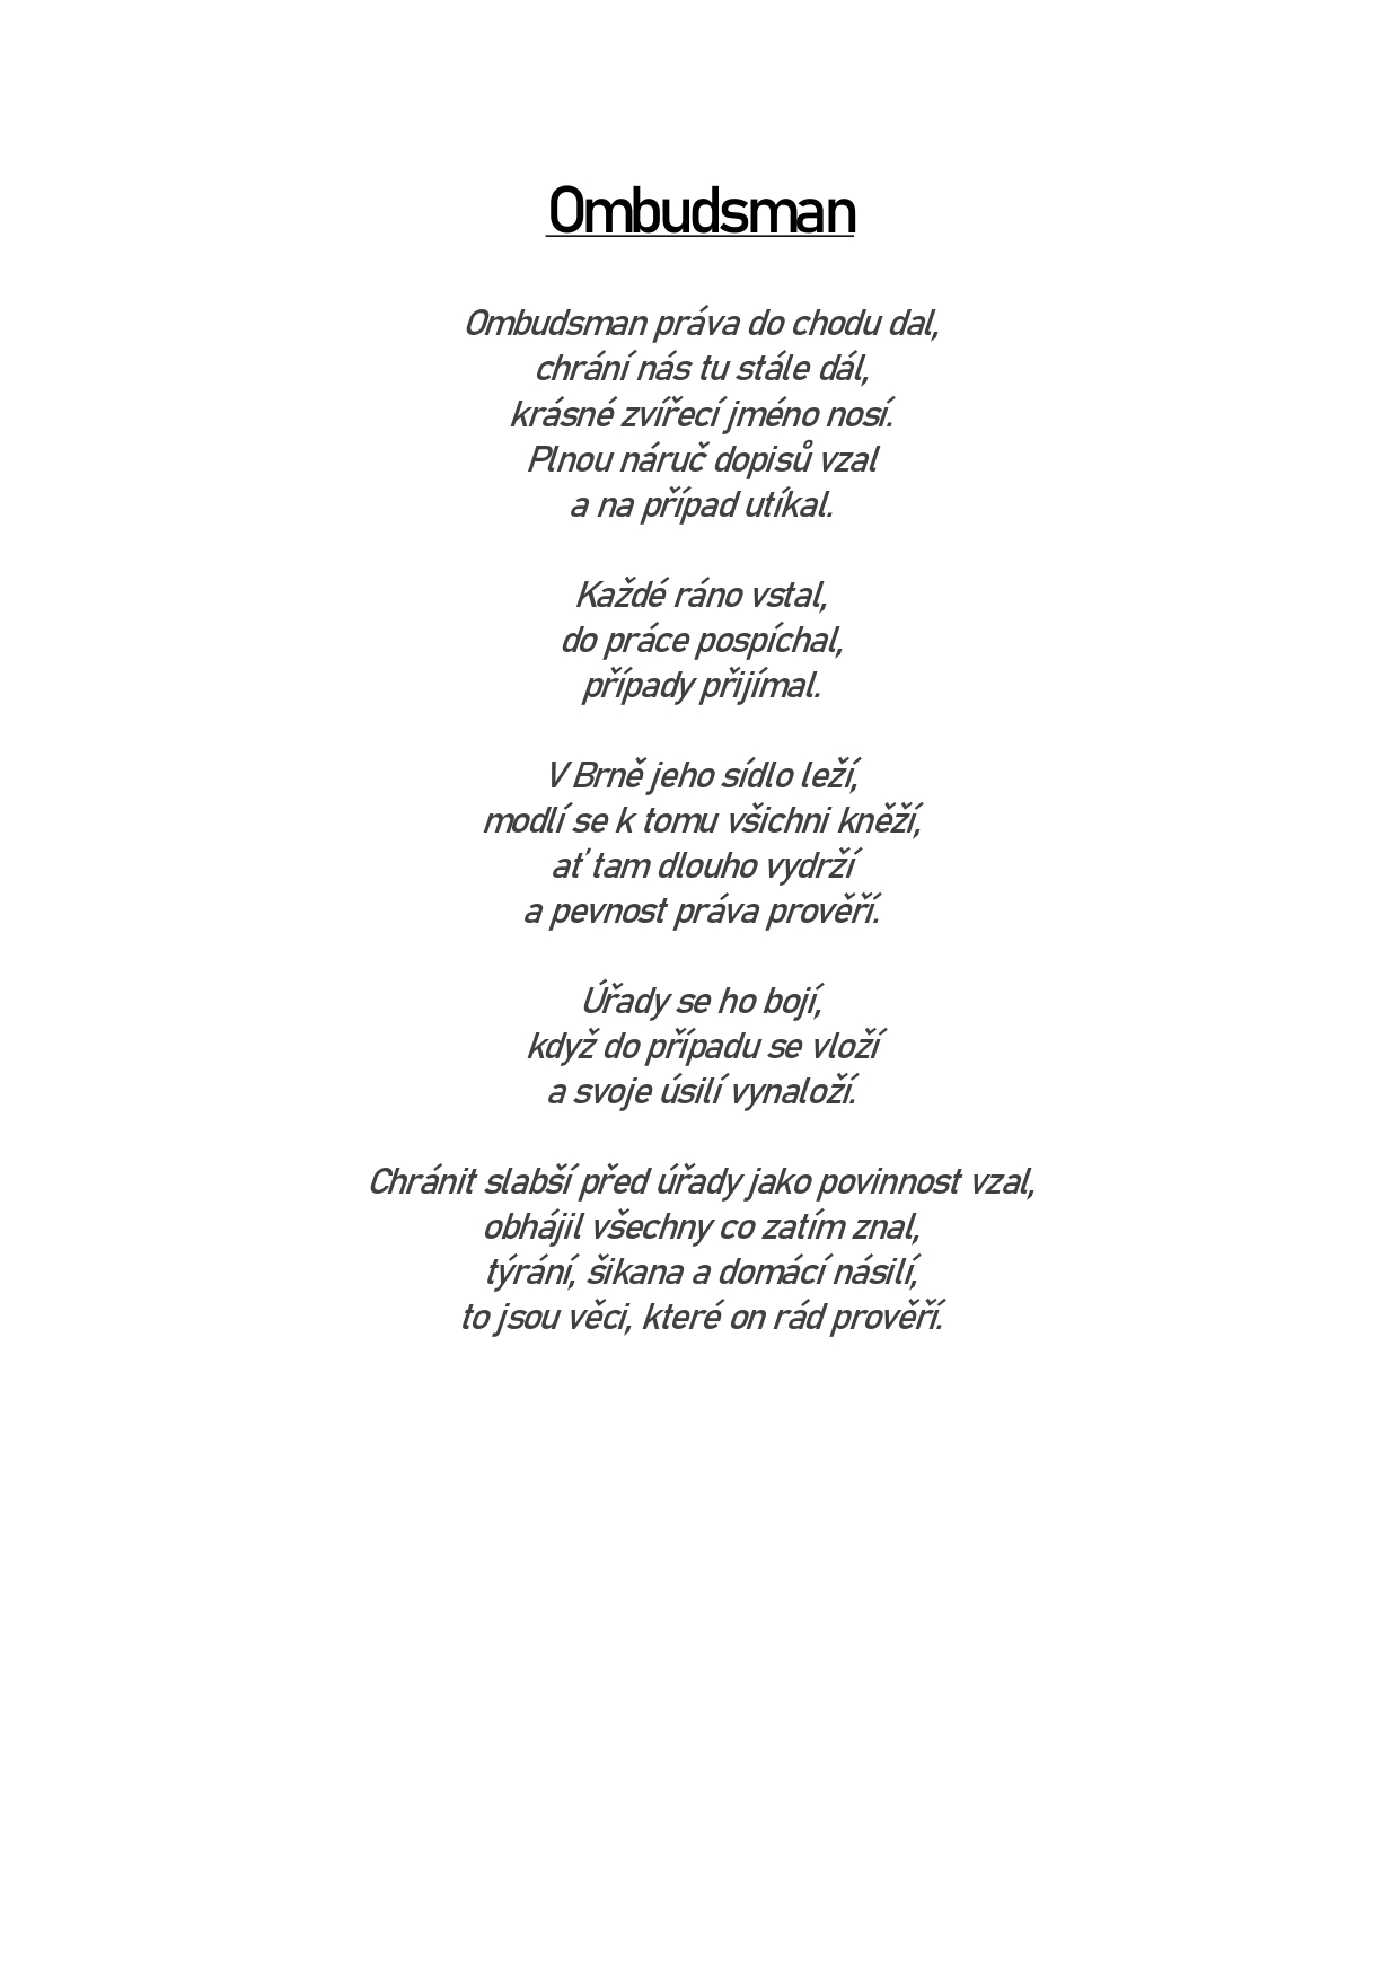 Ombudsman
Ombudsman práva do chodu dal,
chrání nás tu stále dál,
krásné zvířecí jméno nosí.
Plnou náruč dopisů vzal
a na případ utíkal.
Každé ráno vstal,
do práce pospíchal,
případy přijímal.
V Brně jeho sídlo leží,
modlí se k tomu všichni kněží,
ať tam dlouho vydrží
a pevnost práva prověří.
Úřady se ho bojí,
když do případu se vloží
a svoje úsilí vynaloží.
Chránit slabší před úřady jako povinnost vzal,
obhájil všechny co zatím znal,
týrání, šikana a domácí násilí,
to jsou věci, které on rád prověří.